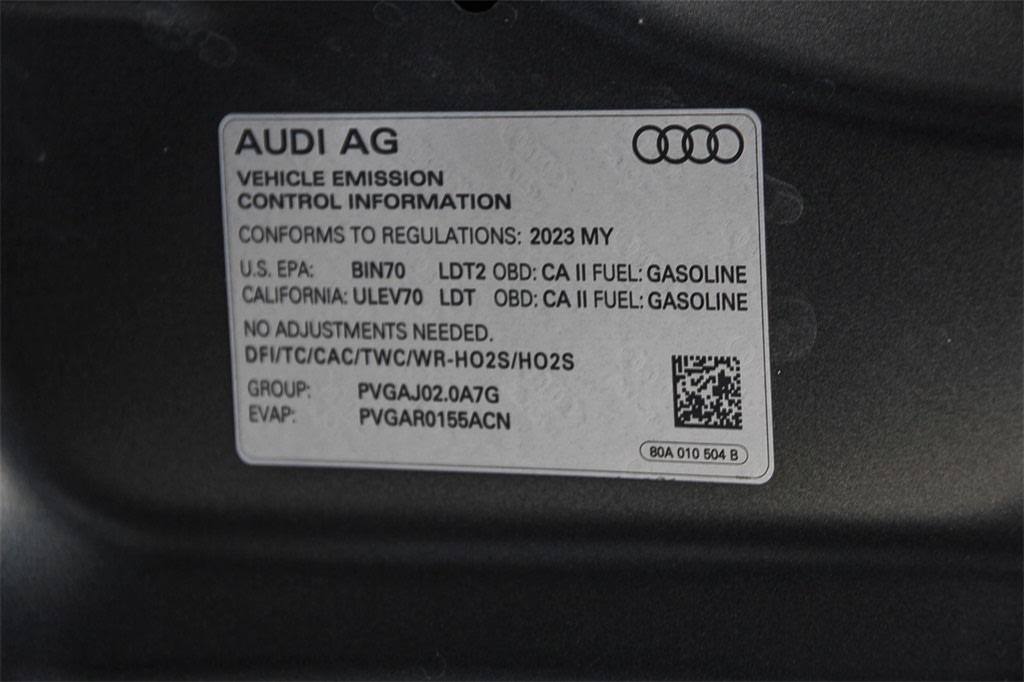 AUDI AG
VEHICLE EMISSION
CONTROL INFORMATION
CONFORMS TO REGULATIONS: 2023 MY
U.S. EPA: BIN70 LDT2 OBD: CA II FUEL: GASOLINE
CALIFORNIA: ULEV70 LDT OBD: CA II FUEL: GASOLINE
NO ADJUSTMENTS NEEDED.
DFI/TC/CAC/TWC/WR-HO2S/HO2S
GROUP: PVGAJ02.0A7G
EVAP: PVGAR0155ACN
80A 010 504 B